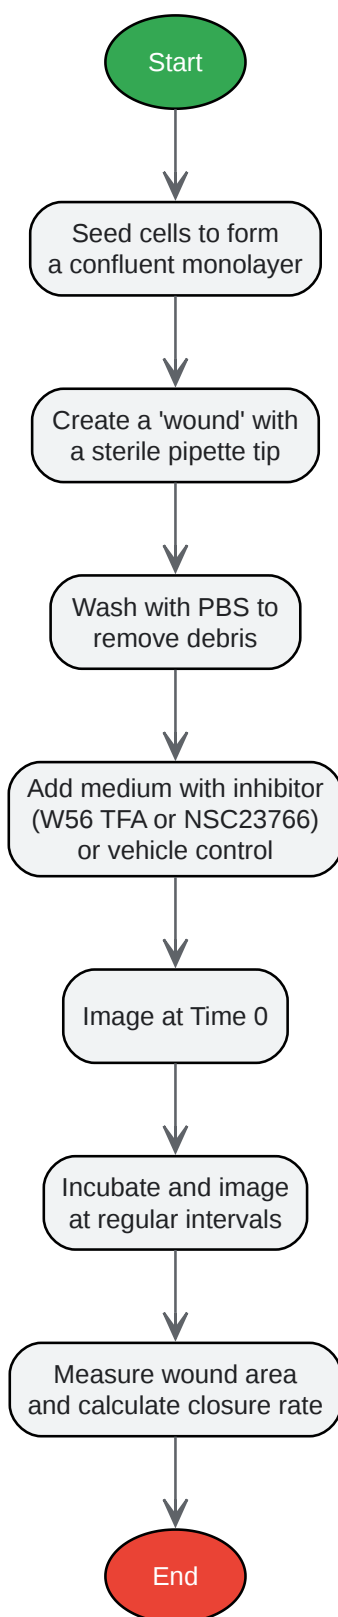 Start
Seed cells to form
a confluent monolayer
Create a 'wound' with
a sterile pipette tip
Wash with PBS to
remove debris
Add medium with inhibitor
(W56 TFA or NSC23766)
or vehicle control
Image at Time 0
Incubate and image
at regular intervals
Measure wound area
and calculate closure rate
End